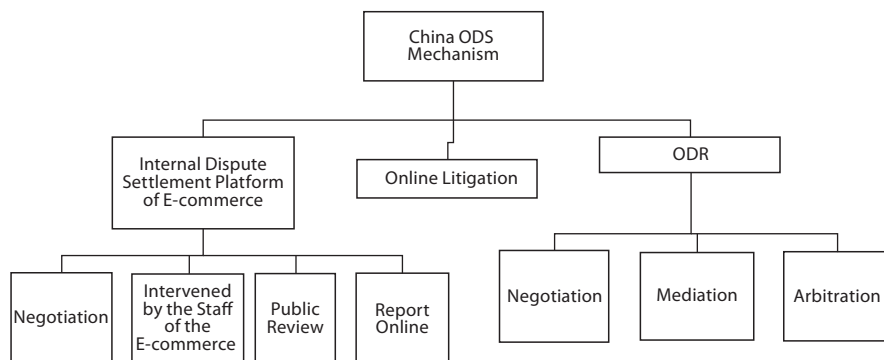 China ODS
Mechanism
Internal Dispute
Settlement Platform
of E-commerce
Online Litigation
ODR
Negotiation
Intervened
by the Staff
of the
E-commerce
Public
Review
Report
Online
Negotiation
Mediation
Arbitration